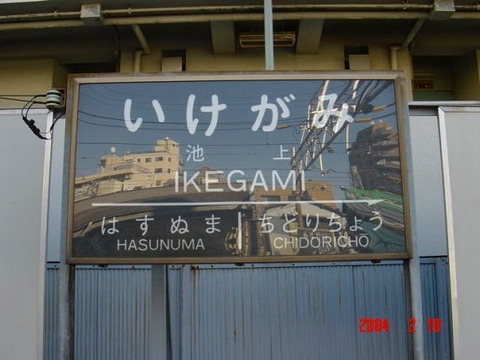 いけがみ
池上
IKEGAMI
はすぬま ちどりちょう
HASUNUMA CHIDORICHO
2004 2 18